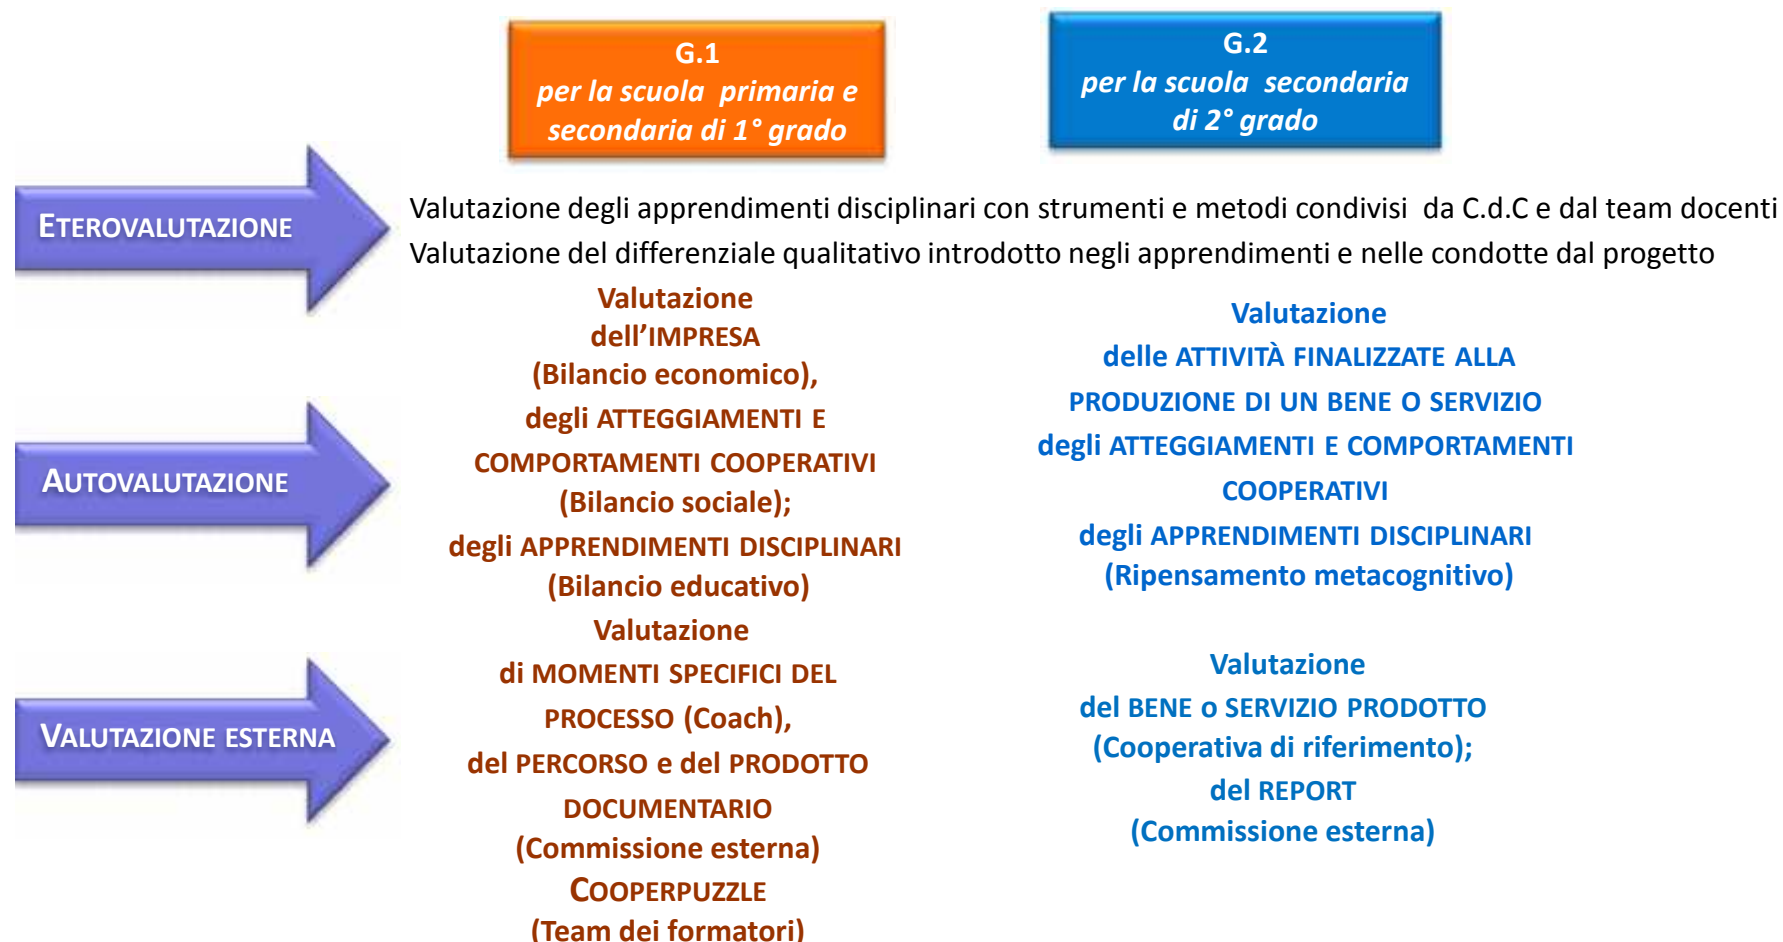 G.1
per la scuola primaria e
secondaria di 1° grado
G.2
per la scuola secondaria
di 2° grado
ETEROVALUTAZIONE
Valutazione degli apprendimenti disciplinari con strumenti e metodi condivisi da C.d.C e dal team docenti
Valutazione del differenziale qualitativo introdotto negli apprendimenti e nelle condotte dal progetto
AUTOVALUTAZIONE
Valutazione
dell’IMPRESA
(Bilancio economico),
degli ATTEGGIAMENTI E
COMPORTAMENTI COOPERATIVI
(Bilancio sociale);
degli APPRENDIMENTI DISCIPLINARI
(Bilancio educativo)
Valutazione
delle ATTIVITÀ FINALIZZATE ALLA
PRODUZIONE DI UN BENE O SERVIZIO
degli ATTEGGIAMENTI E COMPORTAMENTI
COOPERATIVI
degli APPRENDIMENTI DISCIPLINARI
(Ripensamento metacognitivo)
VALUTAZIONE ESTERNA
Valutazione
di MOMENTI SPECIFICI DEL
PROCESSO (Coach),
del PERCORSO e del PRODOTTO
DOCUMENTARIO
(Commissione esterna)
COOPERPUZZLE
(Team dei formatori)
Valutazione
del BENE o SERVIZIO PRODOTTO
(Cooperativa di riferimento);
del REPORT
(Commissione esterna)